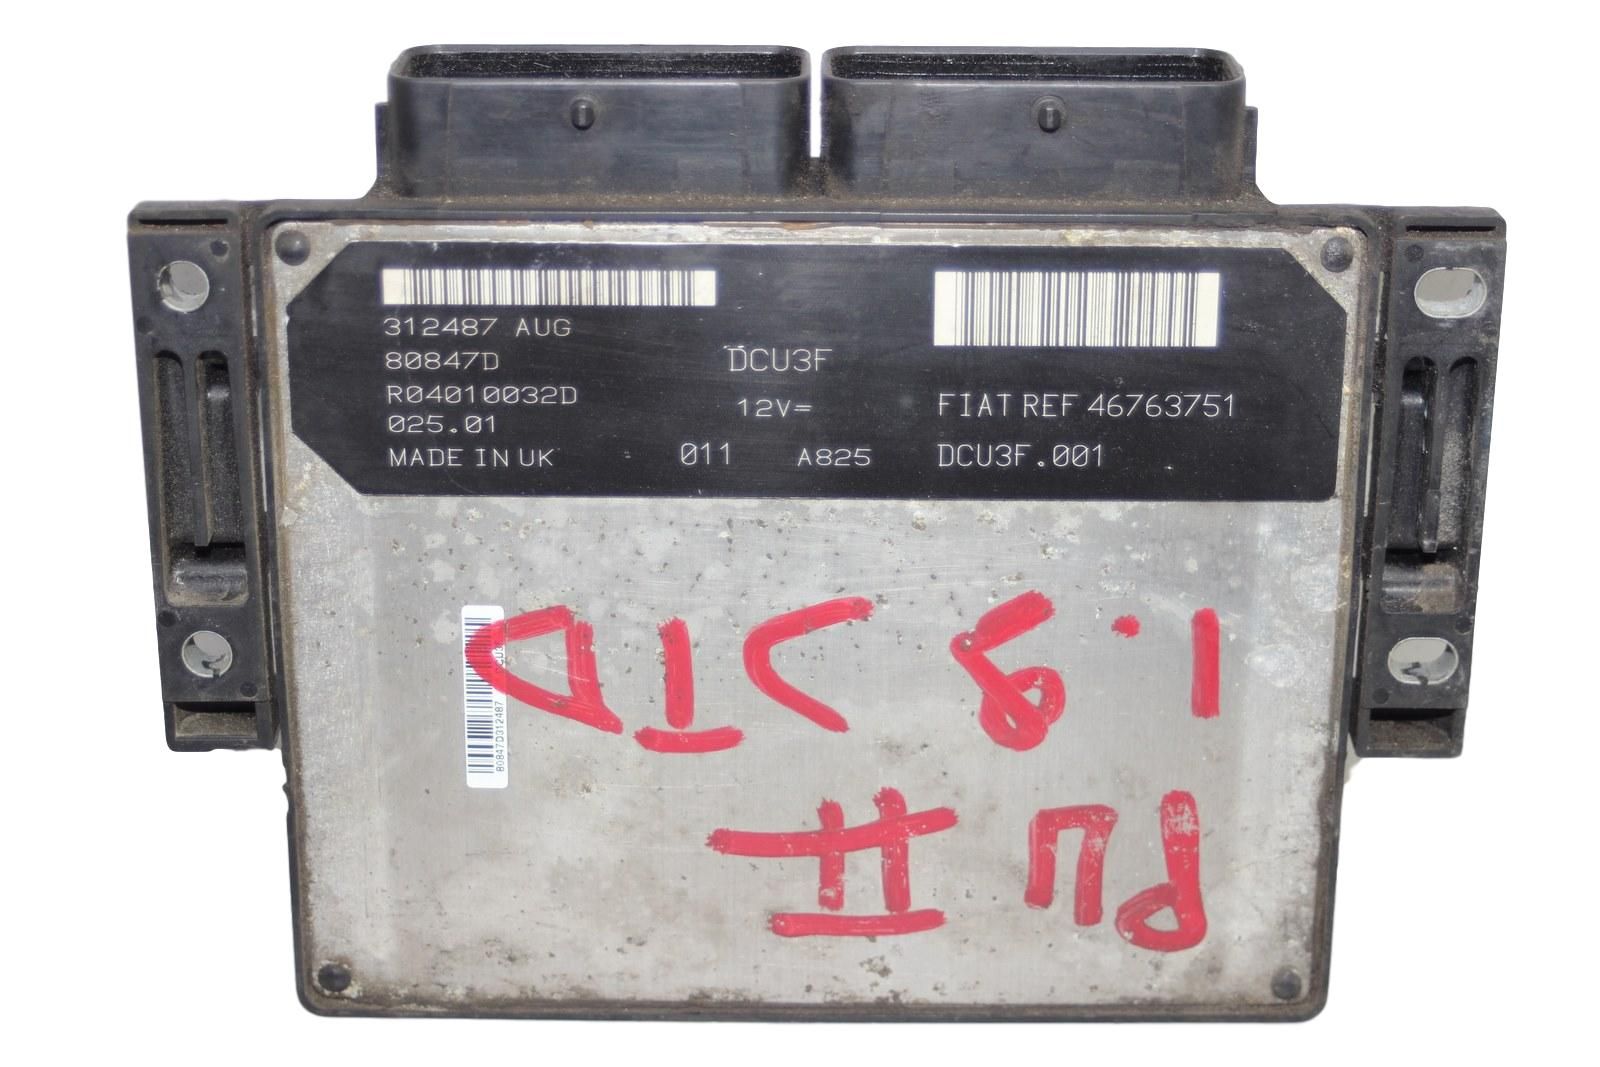 312487 AUG
80847D
R04010032D
025.01
MADE IN UK
DCU3F
12V=
011 A825
FIAT REF 46763751
DCU3F.001
80847D312487
1.9 JTD
PU II